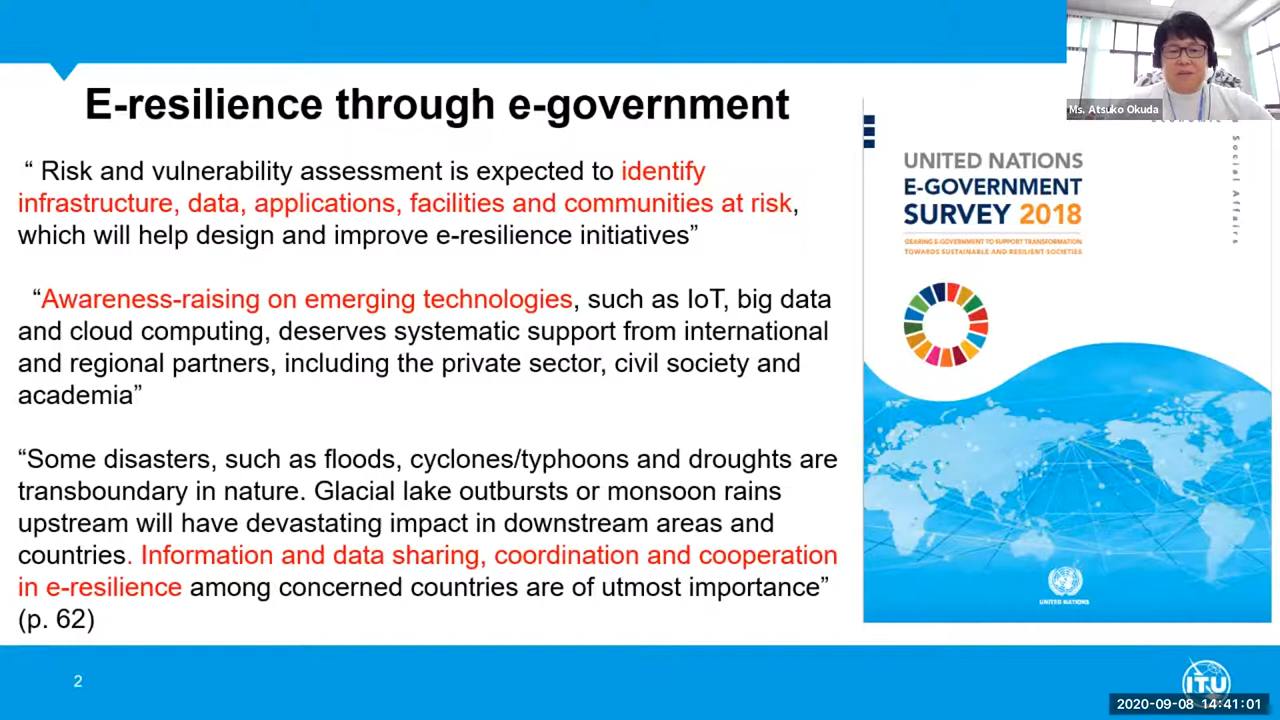 Ms. Atsuko Okuda
E-resilience through e-government
“ Risk and vulnerability assessment is expected to identify
infrastructure, data, applications, facilities and communities at risk,
which will help design and improve e-resilience initiatives”
“Awareness-raising on emerging technologies, such as IoT, big data
and cloud computing, deserves systematic support from international
and regional partners, including the private sector, civil society and
academia”
“Some disasters, such as floods, cyclones/typhoons and droughts are
transboundary in nature. Glacial lake outbursts or monsoon rains
upstream will have devastating impact in downstream areas and
countries. Information and data sharing, coordination and cooperation
in e-resilience among concerned countries are of utmost importance”
(p. 62)
Social Affairs
UNITED NATIONS
E-GOVERNMENT
SURVEY 2018
GEARING E-GOVERNMENT TO SUPPORT TRANSFORMATION
TOWARDS SUSTAINABLE AND RESILIENT SOCIETIES
UNITED NATIONS
2
ITU
2020-09-08 14:41:01